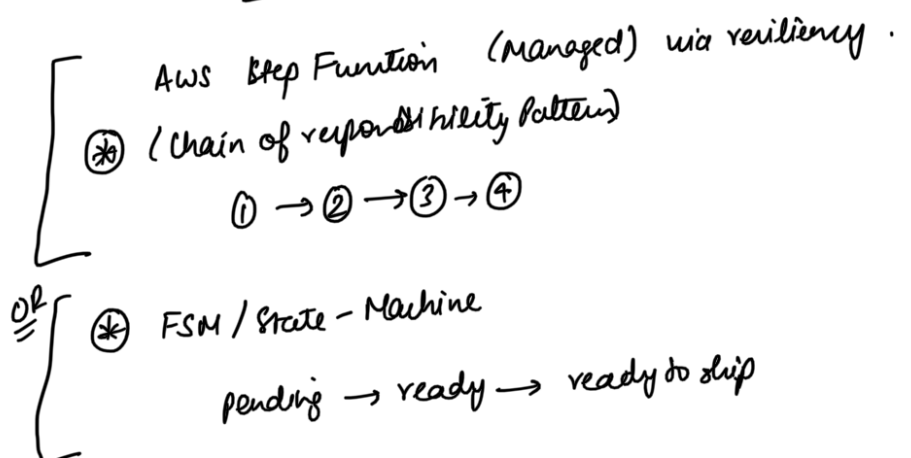 AWS Step Function (Managed) via resiliency.
⊛ (Chain of responsibility Pattern)
① → ② → ③ → ④
OR
⊛ FSM / State - Machine
pending → ready → ready to ship